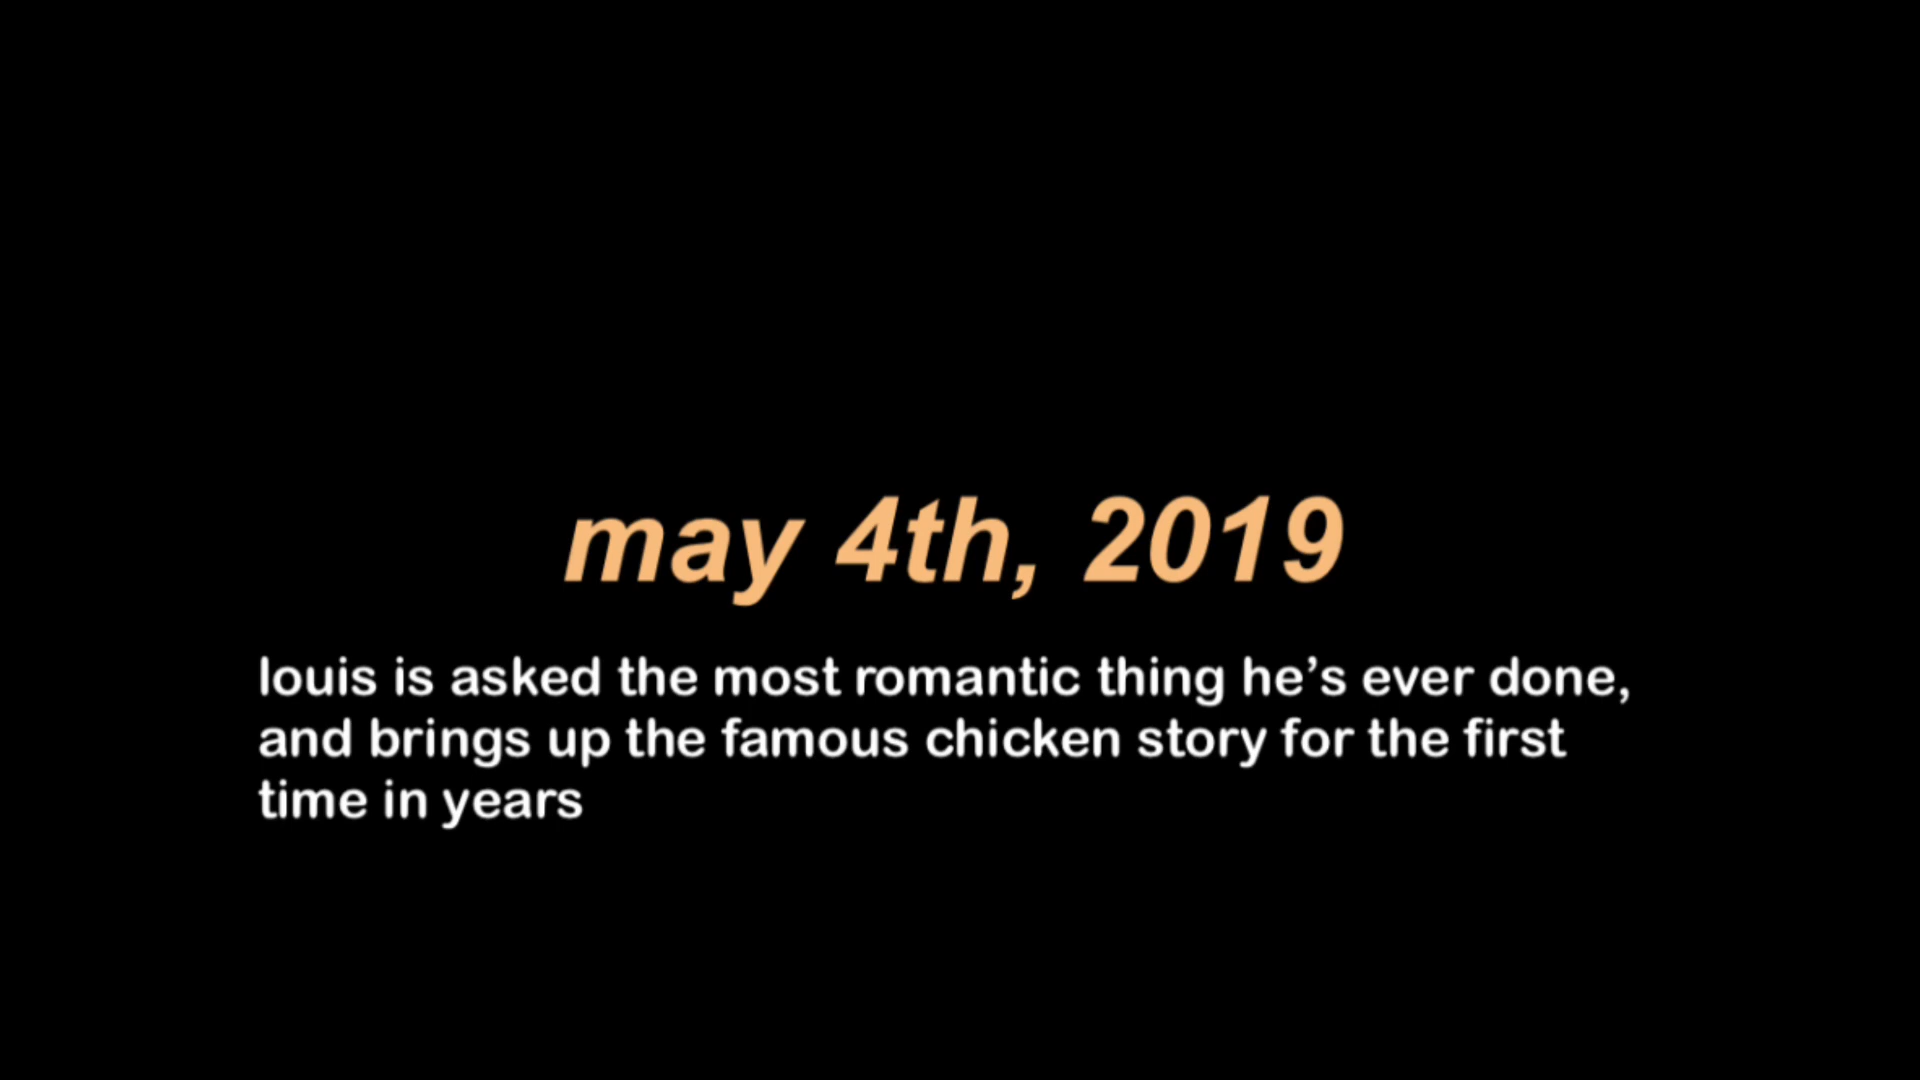 may 4th, 2019
louis is asked the most romantic thing he’s ever done,
and brings up the famous chicken story for the first
time in years